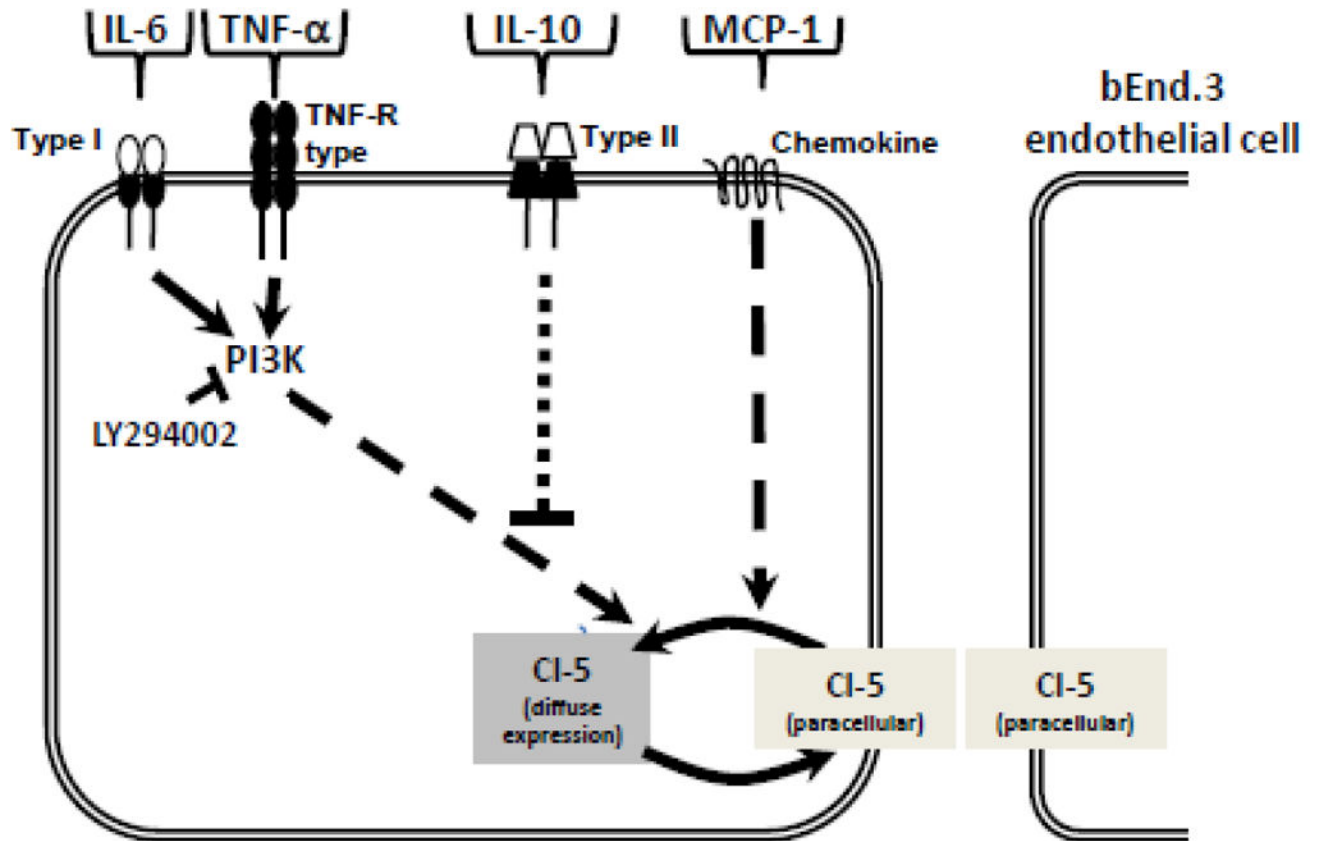 IL-6 TNF-α IL-10 MCP-1
bEnd.3
endothelial cell
Type I
TNF-R
type
Type II
Chemokine
PI3K
LY294002
Cl-5
(diffuse
expression)
Cl-5
(paracellular)
Cl-5
(paracellular)